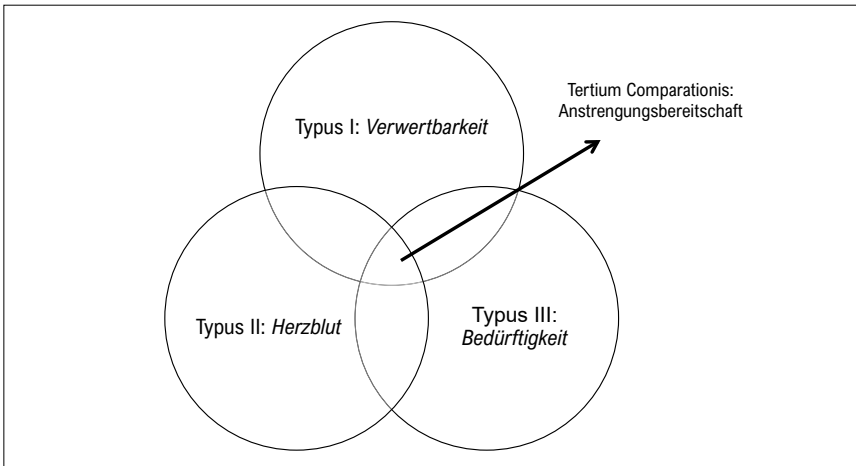 Tertium Comparationis:
Anstrengungsbereitschaft
Typus I: Verwertbarkeit
Typus II: Herzblut
Typus III:
Bedürftigkeit